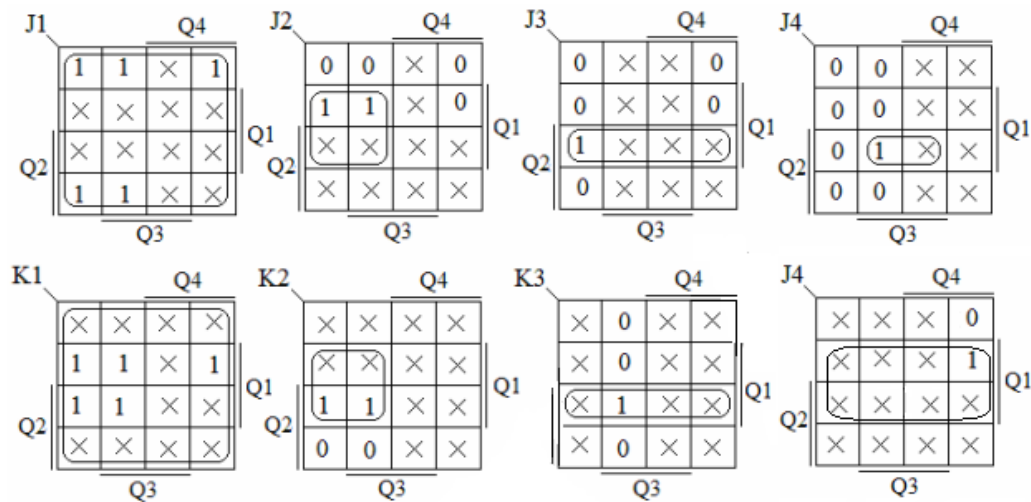 J1 Q4
1 1 × 1
× × × ×
Q1
× × × ×
Q2
1 1 × ×
Q3
J2 Q4
0 0 × 0
1 1 × 0
Q1
× × × ×
Q2
× × × ×
Q3
J3 Q4
0 × × 0
0 × × 0
Q1
1 × × ×
Q2
0 × × ×
Q3
J4 Q4
0 0 × ×
0 0 × ×
Q1
0 1 × ×
Q2
0 0 × ×
Q3
K1 Q4
× × × ×
1 1 × 1
Q1
1 1 × ×
Q2
× × × ×
Q3
K2 Q4
× × × ×
× × × ×
Q1
1 1 × ×
Q2
0 0 × ×
Q3
K3 Q4
× 0 × ×
× 0 × ×
Q1
× 1 × ×
Q2
× 0 × ×
Q3
J4 Q4
× × × 0
× × × 1
Q1
× × × ×
Q2
× × × ×
Q3